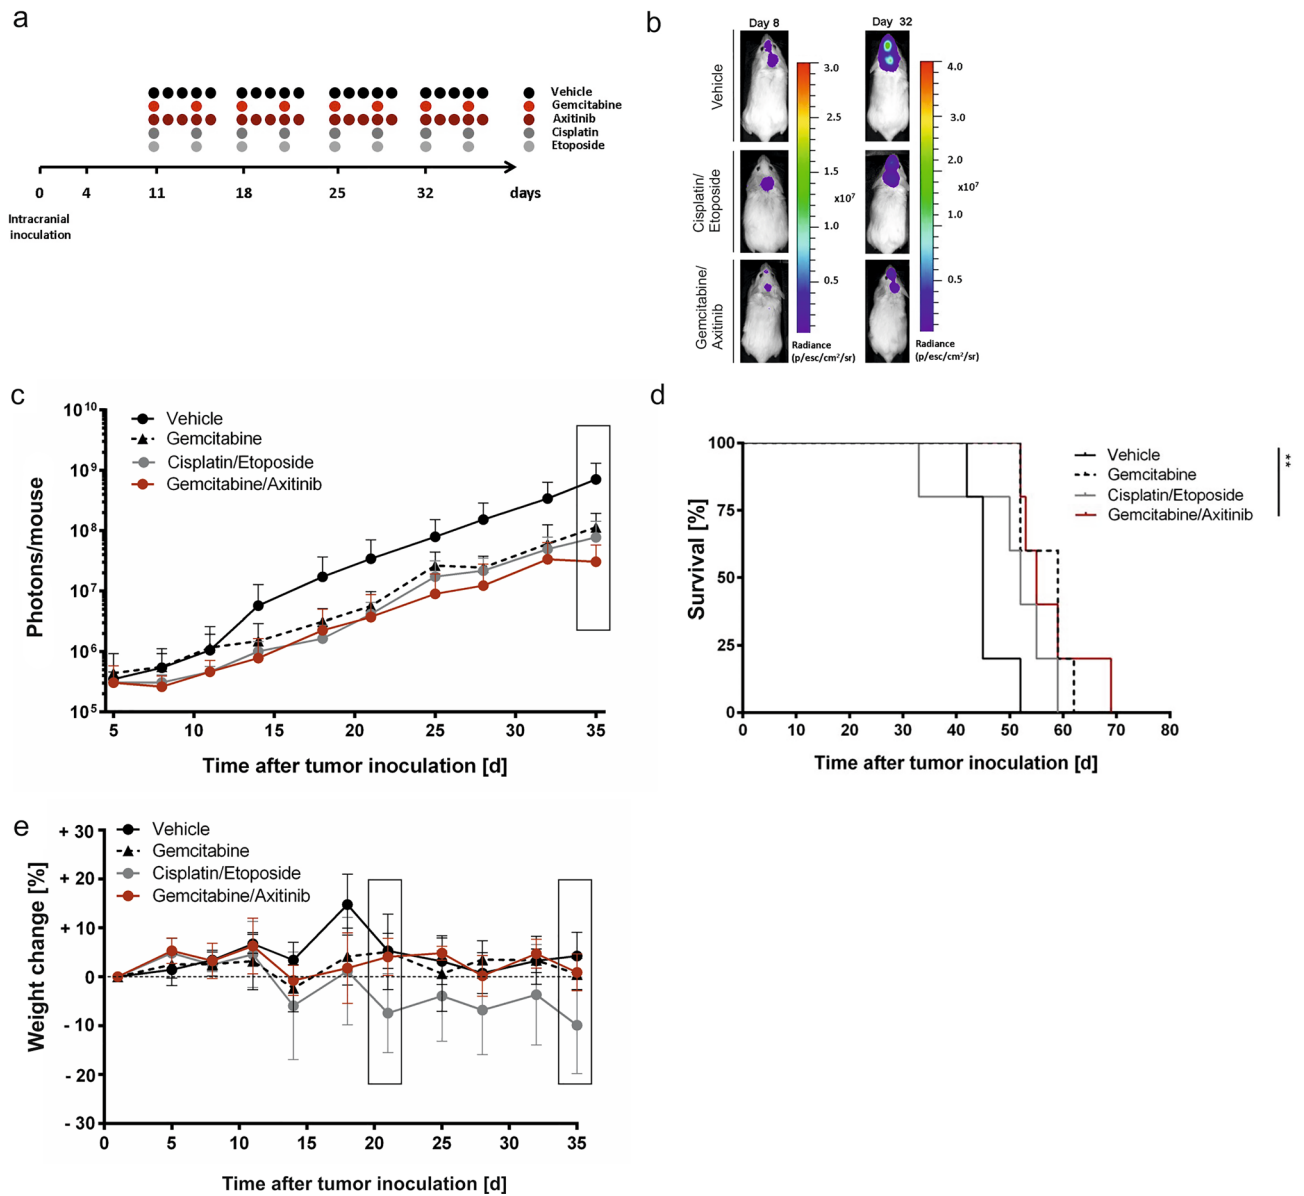 a
Vehicle
Gemcitabine
Axitinib
Cisplatin
Etoposide
0 4 11 18 25 32 days
Intracranial
inoculation
b
Day 8
Day 32
Vehicle
Cisplatin/
Etoposide
Gemcitabine/
Axitinib
3.0
2.5
1.5
x10⁷
1.0
0.5
Radiance
(p/esc/cm²/sr)
4.0
3.0
2.0
x10⁷
1.0
0.5
Radiance
(p/esc/cm²/sr)
c
Vehicle
Gemcitabine
Cisplatin/Etoposide
Gemcitabine/Axitinib
Photons/mouse
10¹⁰
10⁹
10⁸
10⁷
10⁶
10⁵
5 10 15 20 25 30 35
Time after tumor inoculation [d]
d
Vehicle
Gemcitabine
Cisplatin/Etoposide
Gemcitabine/Axitinib
**
Survival [%]
100
75
50
25
0
0 10 20 30 40 50 60 70 80
Time after tumor inoculation [d]
e
Vehicle
Gemcitabine
Cisplatin/Etoposide
Gemcitabine/Axitinib
Weight change [%]
+ 30
+ 20
+ 10
0
- 10
- 20
- 30
0 5 10 15 20 25 30 35
Time after tumor inoculation [d]